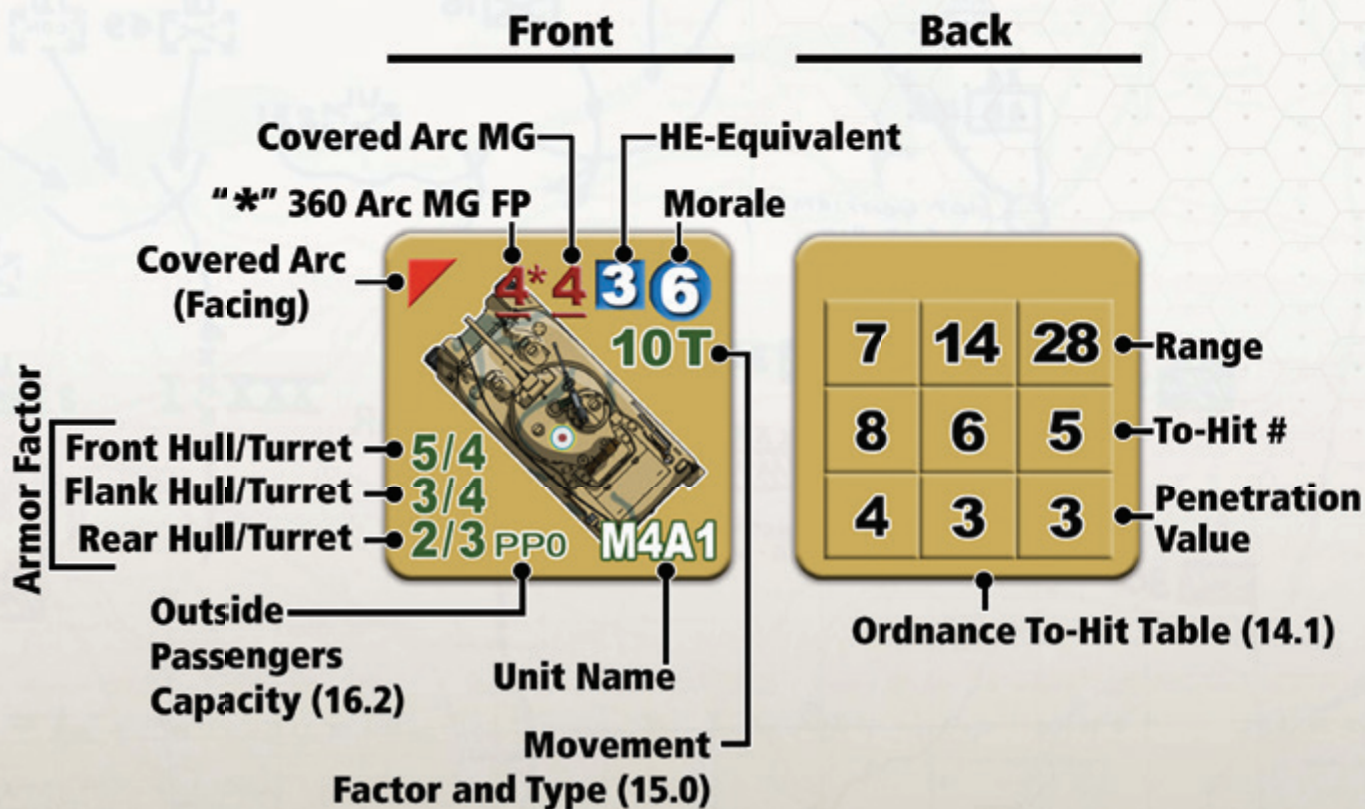 Front
Back
Covered Arc MG
HE-Equivalent
“*” 360 Arc MG FP
Morale
Covered Arc
(Facing)
4* 4 3 6
10 T
Armor Factor
Front Hull/Turret
5/4
Flank Hull/Turret
3/4
Rear Hull/Turret
2/3 PP0 M4A1
7 14 28
Range
8 6 5
To-Hit #
4 3 3
Penetration
Value
Outside
Passengers
Capacity (16.2)
Unit Name
Ordnance To-Hit Table (14.1)
Movement
Factor and Type (15.0)